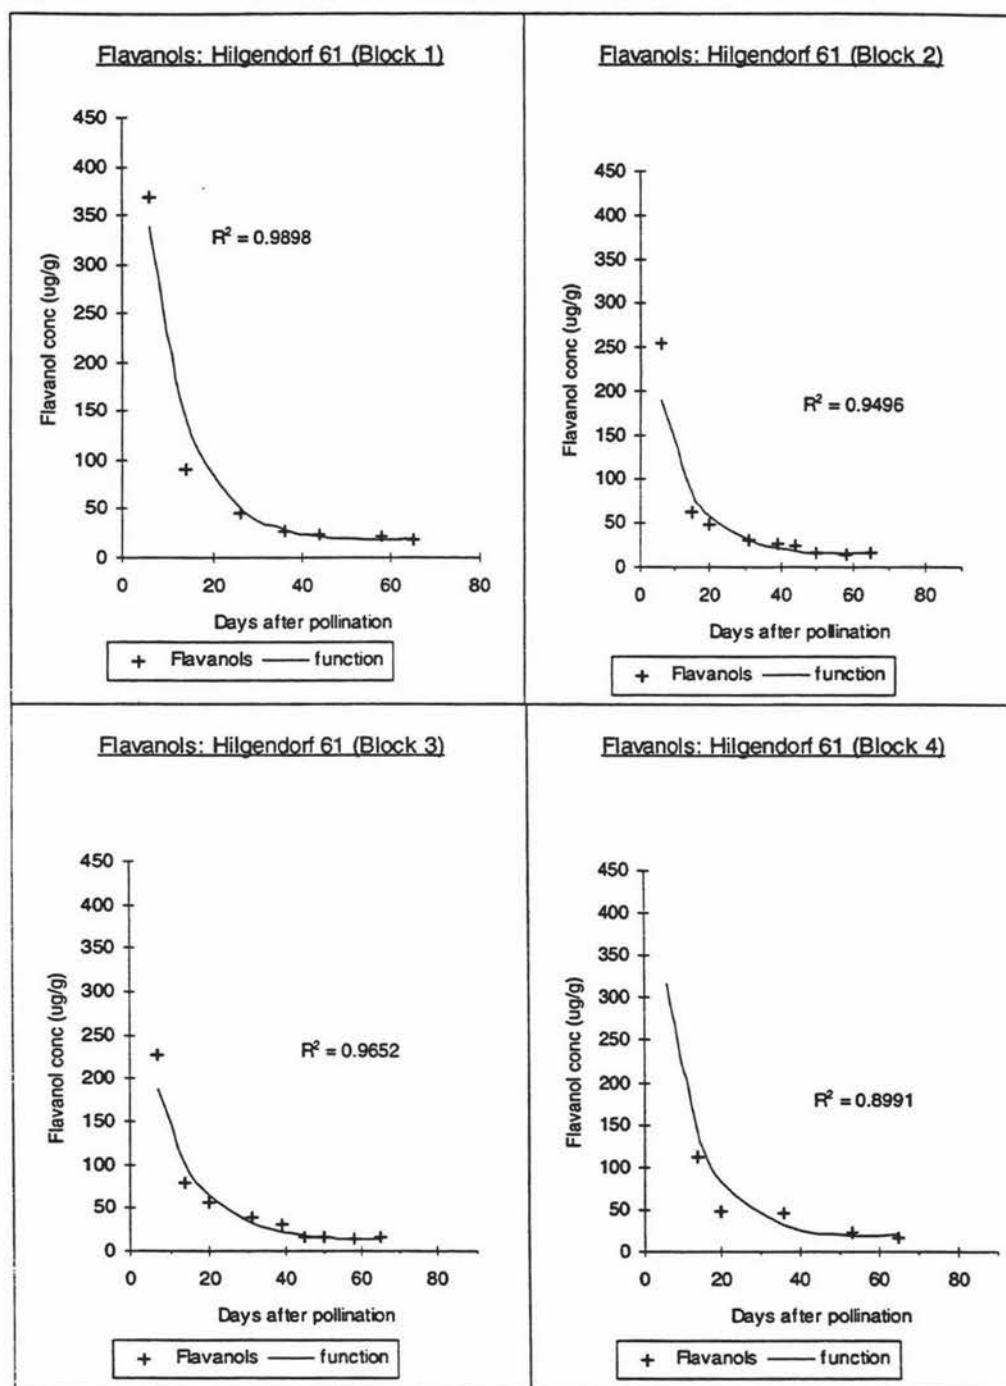 Flavanols: Hilgendorf 61 (Block 1)
450
400
350
300
250
200
150
100
50
0
Flavanol conc (ug/g)
R² = 0.9898
0 20 40 60 80
Days after pollination
+ Flavanols — function
Flavanols: Hilgendorf 61 (Block 2)
450
400
350
300
250
200
150
100
50
0
Flavanol conc (ug/g)
R² = 0.9496
0 20 40 60 80
Days after pollination
+ Flavanols — function
Flavanols: Hilgendorf 61 (Block 3)
450
400
350
300
250
200
150
100
50
0
Flavanol conc (ug/g)
R² = 0.9652
0 20 40 60 80
Days after pollination
+ Flavanols — function
Flavanols: Hilgendorf 61 (Block 4)
450
400
350
300
250
200
150
100
50
0
Flavanol conc (ug/g)
R² = 0.8991
0 20 40 60 80
Days after pollination
+ Flavanols — function